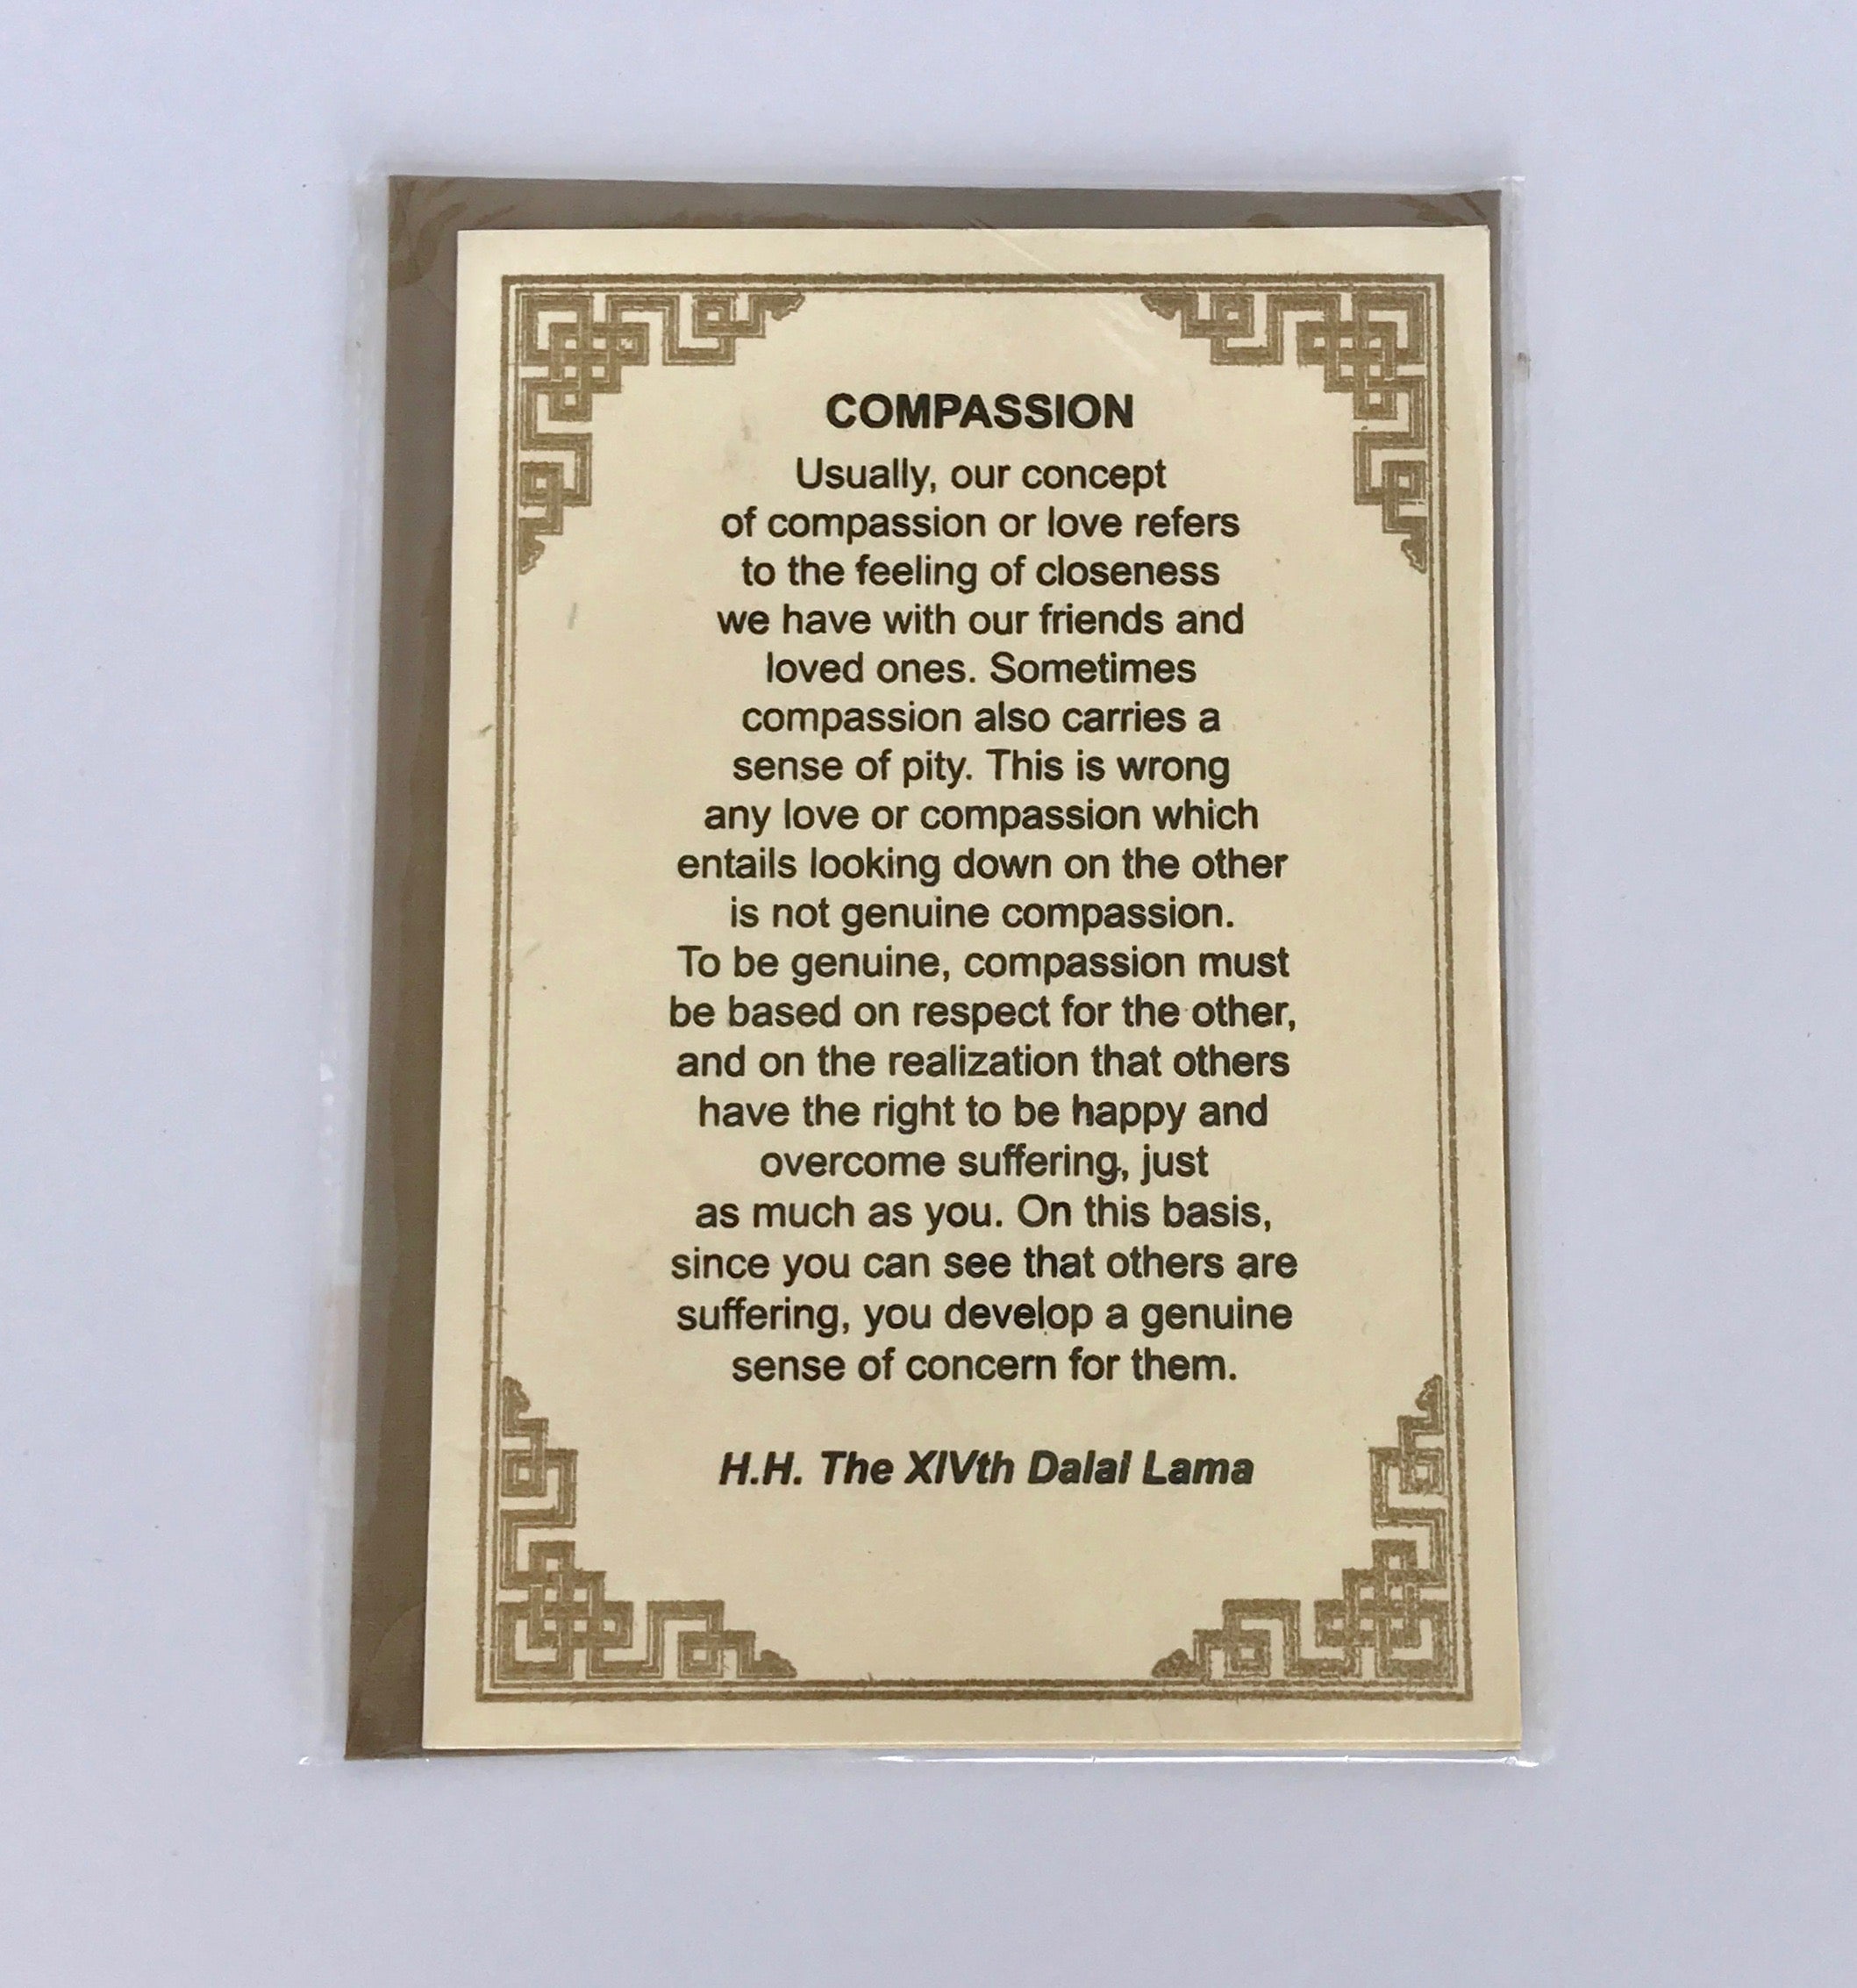 COMPASSION
Usually, our concept
of compassion or love refers
to the feeling of closeness
we have with our friends and
loved ones. Sometimes
compassion also carries a
sense of pity. This is wrong
any love or compassion which
entails looking down on the other
is not genuine compassion.
To be genuine, compassion must
be based on respect for the other,
and on the realization that others
have the right to be happy and
overcome suffering, just
as much as you. On this basis,
since you can see that others are
suffering, you develop a genuine
sense of concern for them.
H.H. The XIVth Dalai Lama